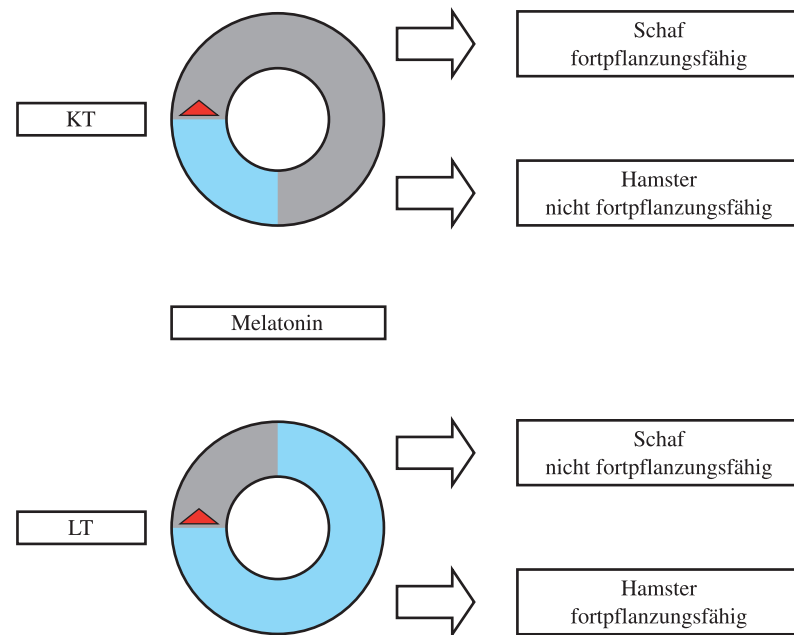 Schaf
fortpflanzungsfähig
KT
Hamster
nicht fortpflanzungsfähig
Melatonin
Schaf
nicht fortpflanzungsfähig
LT
Hamster
fortpflanzungsfähig